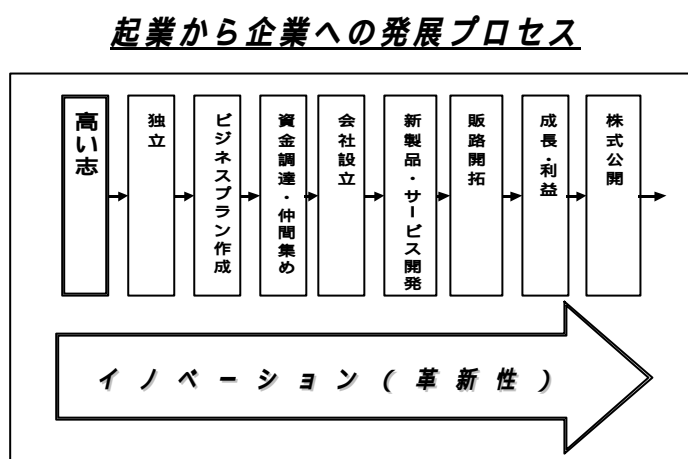 起業から企業への発展プロセス
高い志
独立
ビジネスプラン作成
資金調達・仲間集め
会社設立
新製品・サービス開発
販路開拓
成長・利益
株式公開
イノベーション(革新性)